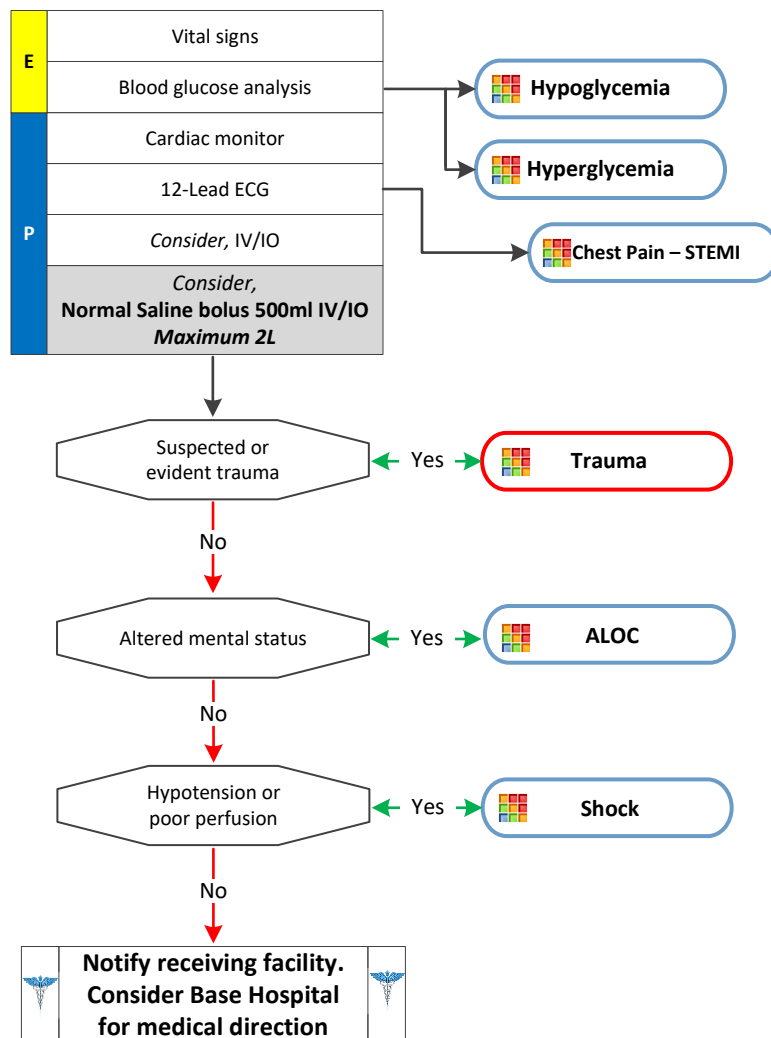 E
Vital signs
Blood glucose analysis
Hypoglycemia
Hyperglycemia
P
Cardiac monitor
12-Lead ECG
Chest Pain – STEMI
Consider, IV/IO
Consider,
Normal Saline bolus 500ml IV/IO
Maximum 2L
Suspected or
evident trauma
Yes
Trauma
No
Altered mental status
Yes
ALOC
No
Hypotension or
poor perfusion
Yes
Shock
No
Notify receiving facility.
Consider Base Hospital
for medical direction